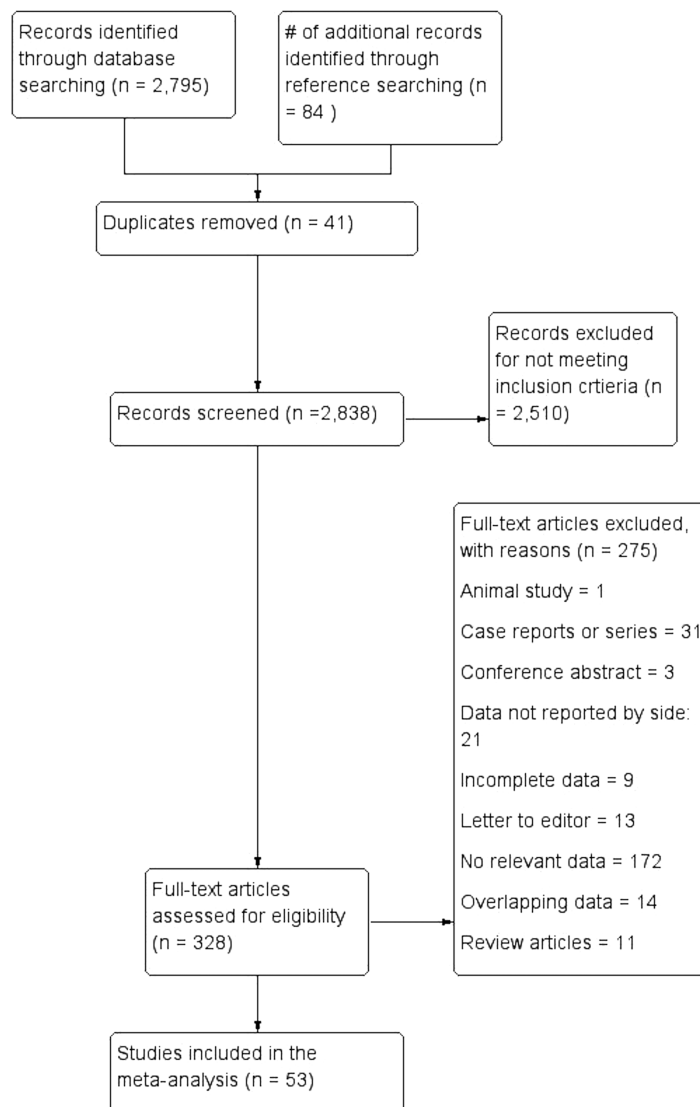 Records identified
through database
searching (n = 2,795)
# of additional records
identified through
reference searching (n
= 84 )
Duplicates removed (n = 41)
Records excluded
for not meeting
inclusion crtieria (n
= 2,510)
Records screened (n =2,838)
Full-text articles excluded,
with reasons (n = 275)
Animal study = 1
Case reports or series = 31
Conference abstract = 3
Data not reported by side:
21
Incomplete data = 9
Letter to editor = 13
No relevant data = 172
Overlapping data = 14
Review articles = 11
Full-text articles
assessed for eligibility
(n = 328)
Studies included in the
meta-analysis (n = 53)